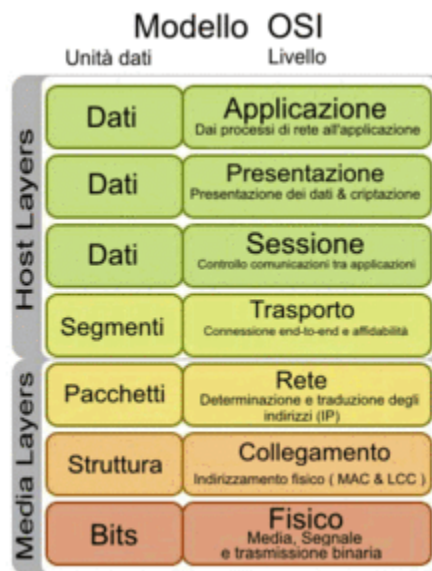 Modello OSI
Unità dati
Livello
Host Layers
Dati
Applicazione
Dai processi di rete all'applicazione
Dati
Presentazione
Presentazione dei dati & criptazione
Dati
Sessione
Controllo comunicazioni tra applicazioni
Segmenti
Trasporto
Connessione end-to-end e affidabilità
Media Layers
Pacchetti
Rete
Determinazione e traduzione degli
indirizzi (IP)
Struttura
Collegamento
Indirizzamento fisico ( MAC & LCC )
Bits
Fisico
Media, Segnale
e trasmissione binaria